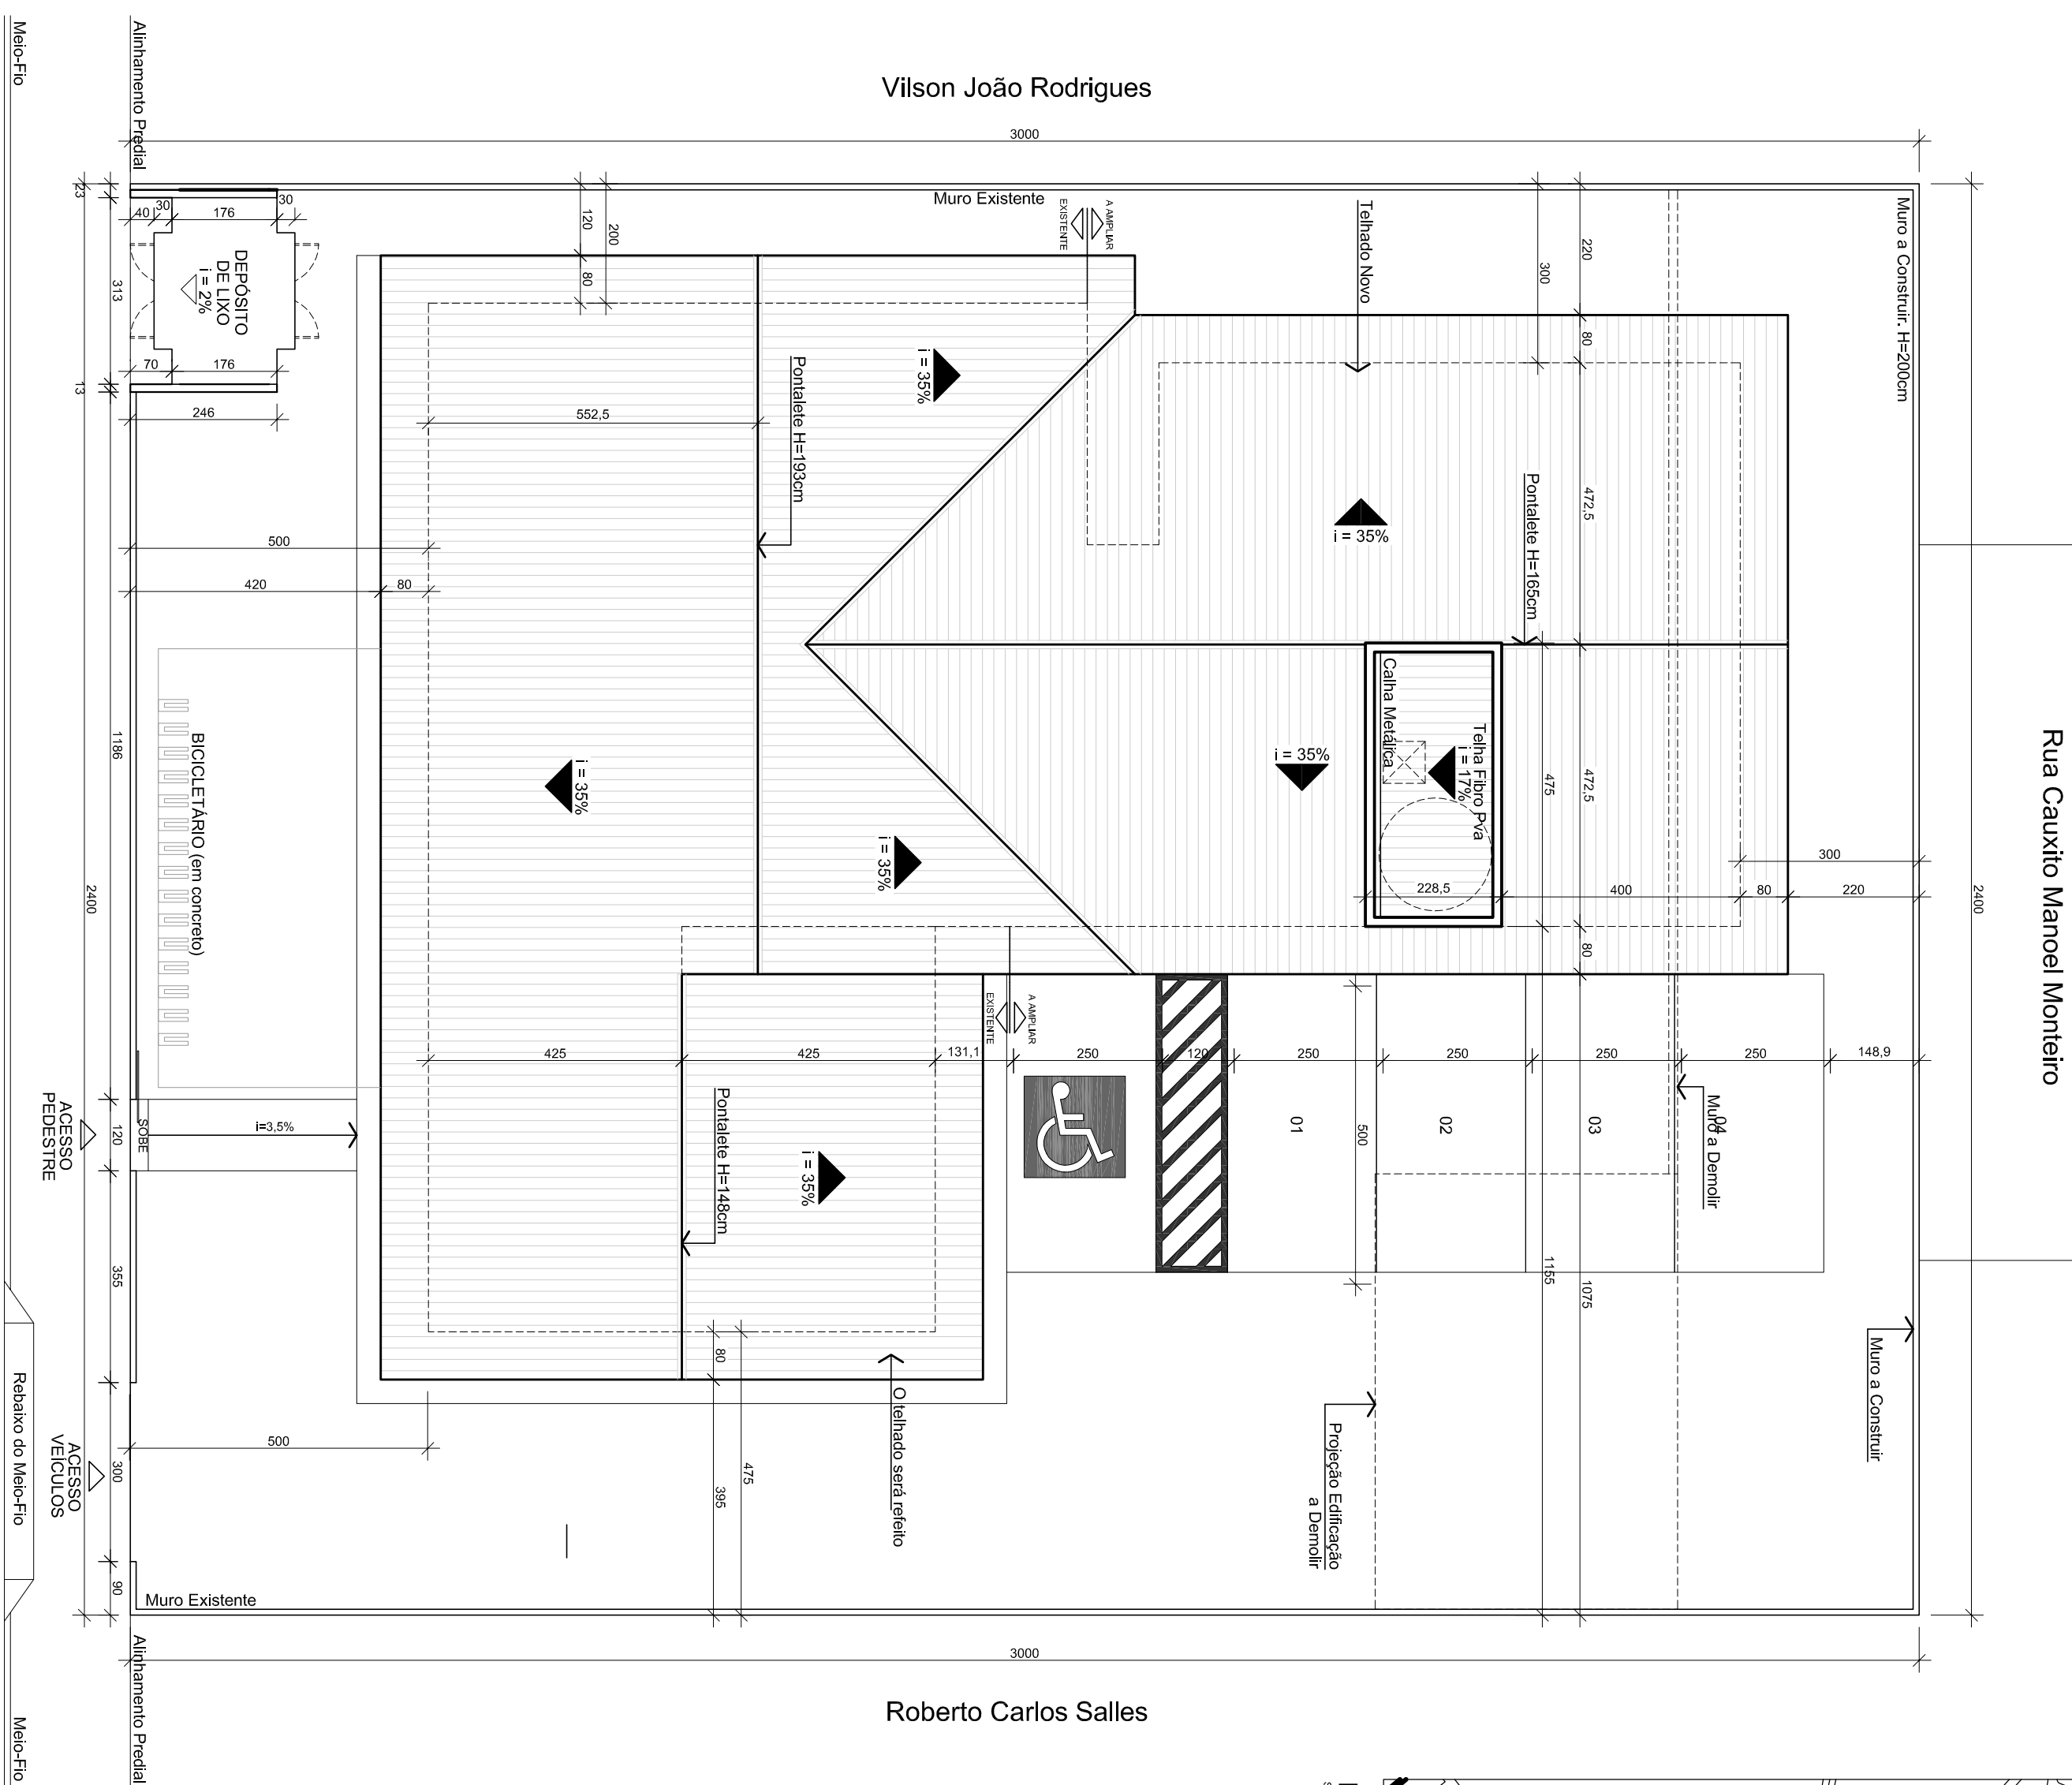 Vilson João Rodrigues
Meio-Fio
Alinhamento Predial
3000
Muro Existente
Muro a Construir. H=200cm
23
40
30
176
30
DEPÓSITO
DE LIXO
i = 2%
313
70
176
13
246
120
200
80
EXISTENTE
A AMPLIAR
Telhado Novo
300
220
80
i = 35%
Pontalete H=193cm
552,5
472,5
i = 35%
Pontalete H=165cm
500
420
80
Rua Cauxito Manoel Monteiro
1186
2400
BICICLETÁRIO (em concreto)
i = 35%
i = 35%
i = 35%
Calha Metálica
Telha Fibro Pva
i = 17%
475
472,5
300
228,5
400
80
220
2400
80
EXISTENTE
A AMPLIAR
425
425
131,1
250
120
250
250
250
250
148,9
ACESSO
PEDESTRE
120
SOBE
i=3,5%
Pontalete H=148cm
i = 35%
01
500
02
03
04
Muro a Demolir
355
1155
1075
80
Muro a Construir
Rebaixo do Meio-Fio
ACESSO
VEÍCULOS
300
500
475
395
O telhado será refeito
Projeção Edificação
a Demolir
90
Muro Existente
3000
Alinhamento Predial
Meio-Fio
Roberto Carlos Salles